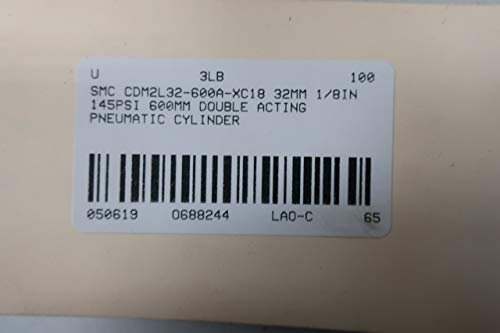 U 3LB 100
SMC CDM2L32-600A-XC18 32MM 1/8IN
145PSI 600MM DOUBLE ACTING
PNEUMATIC CYLINDER
050619 0688244 LAO-C 65